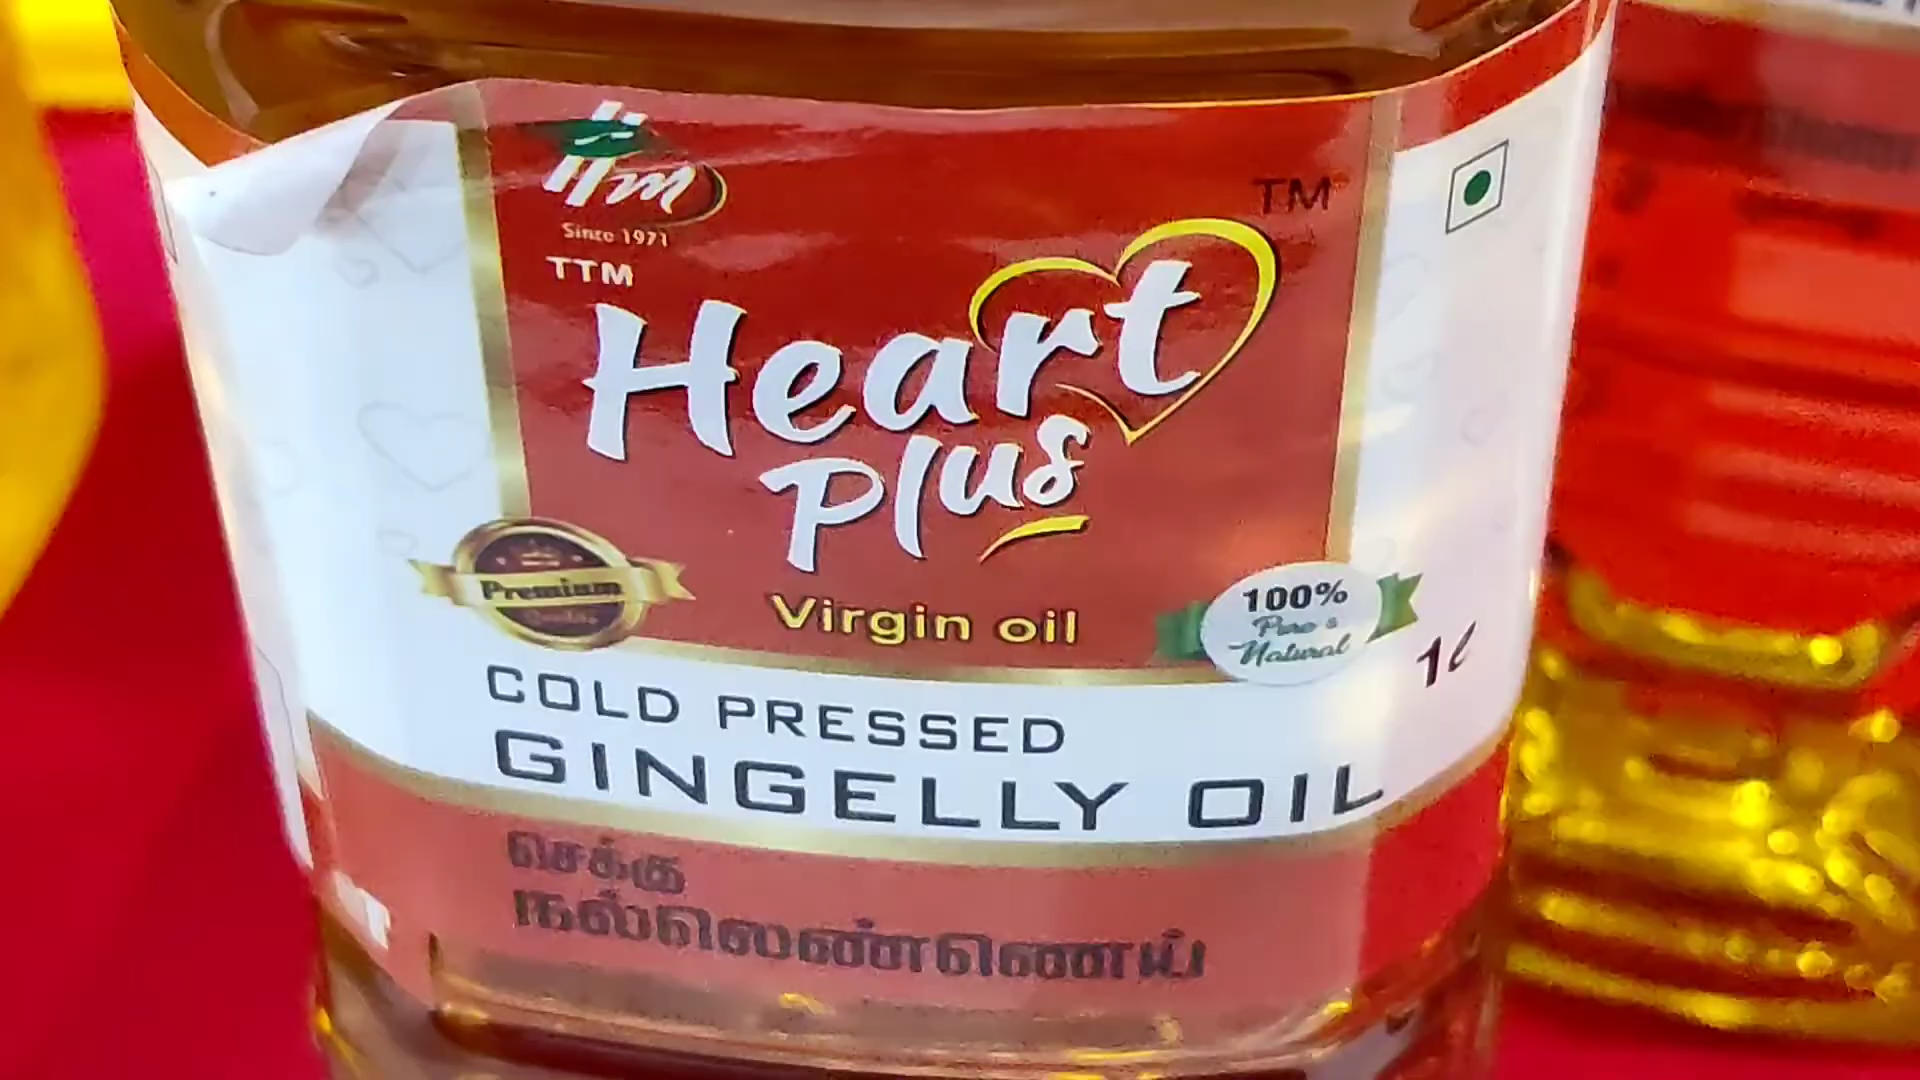 ttm
Since 1971
TTM
TM
Heart
Plus
Virgin oil
Premium
Quality
100%
Pure &
Natural
1ℓ
COLD PRESSED
GINGELLY OIL
செக்கு
நல்லெண்ணெய்